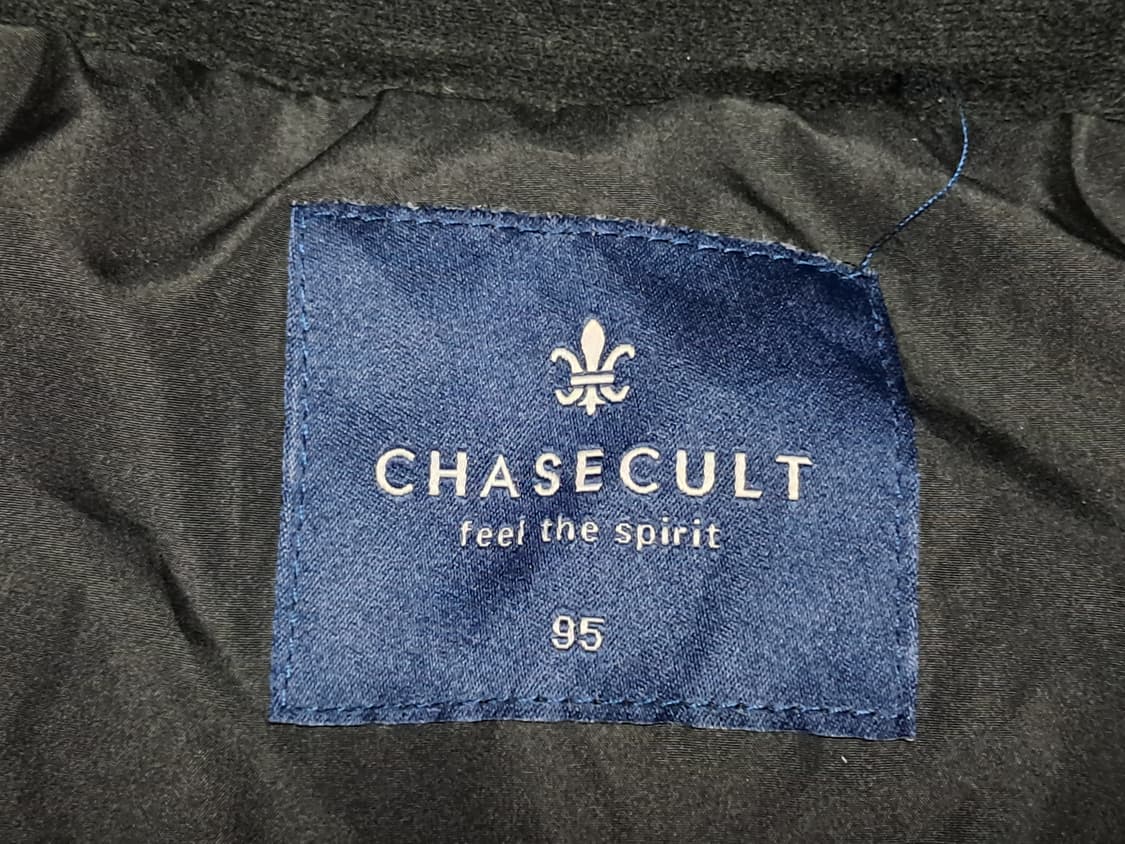 CHASECULT
feel the spirit
95